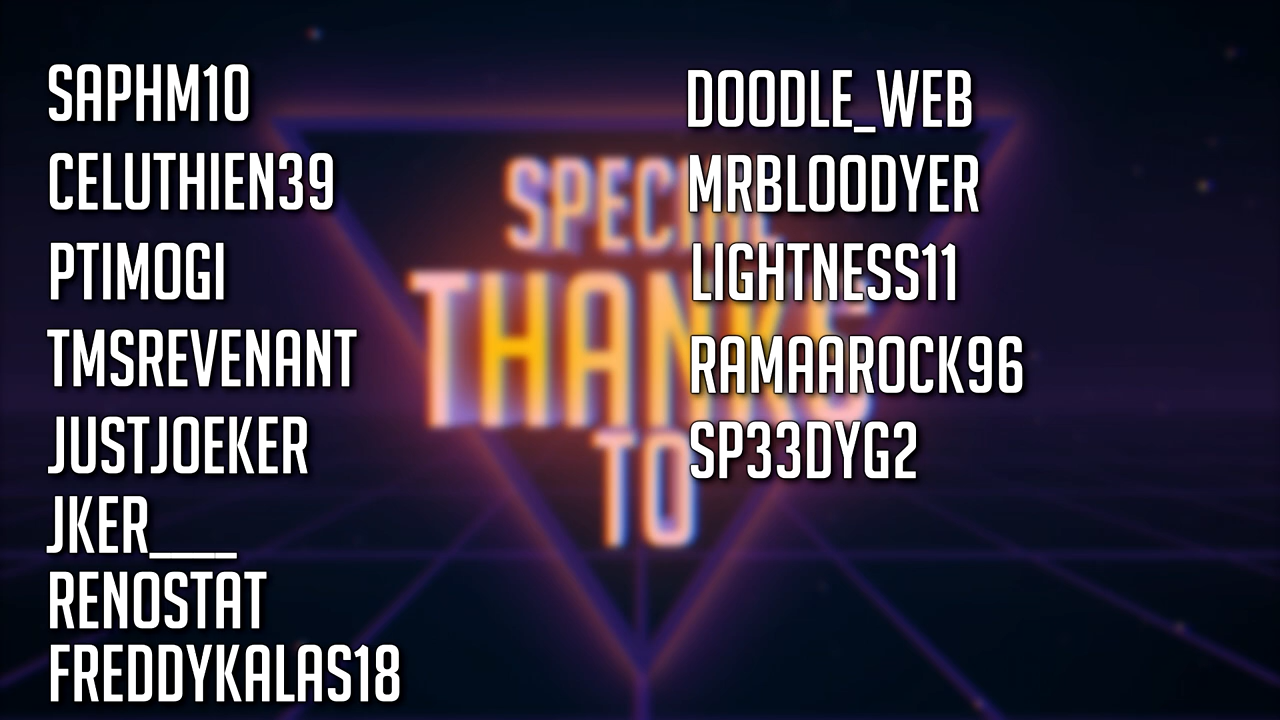 SPECIAL
THANKS
TO
SAPHM10
CELUTHIEN39
PTIMOGI
TMSREVENANT
JUSTJOEKER
JKER___
RENOSTAT
FREDDYKALAS18
DOODLE_WEB
MRBLOODYER
LIGHTNESS11
RAMAAROCK96
SP33DYG2